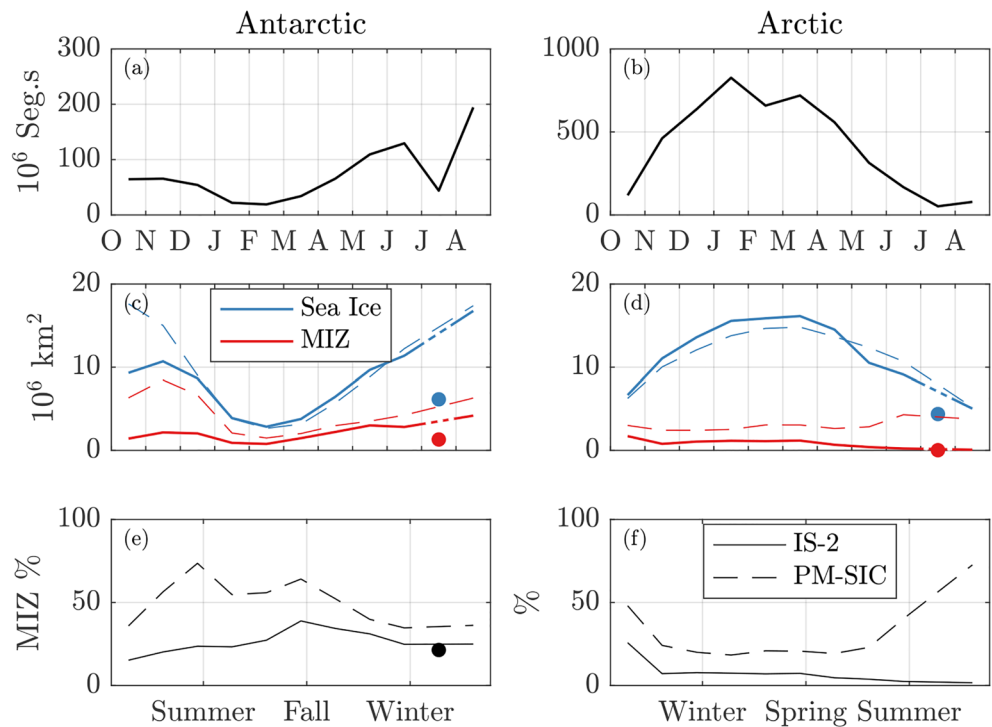 Antarctic
Arctic
300
200
100
0
10⁶ Seg.s
(a)
O N D J F M A M J J A
1000
500
0
(b)
O N D J F M A M J J A
20
10
0
10⁶ km²
(c)
Sea Ice
MIZ
20
10
0
(d)
100
50
0
MIZ %
(e)
Summer Fall Winter
100
50
0
%
(f)
IS-2
PM-SIC
Winter Spring Summer